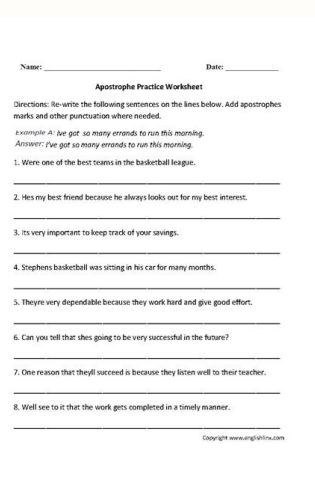 Name: ______________________________ Date: ______________
Apostrophe Practice Worksheet
Directions: Re-write the following sentences on the lines below. Add apostrophes
marks and other punctuation where needed.
Example A: Ive got so many errands to run this morning.
Answer: I've got so many errands to run this morning.
1. Were one of the best teams in the basketball league.
2. Hes my best friend because he always looks out for my best interest.
3. Its very important to keep track of your savings.
4. Stephens basketball was sitting in his car for many months.
5. Theyre very dependable because they work hard and give good effort.
6. Can you tell that shes going to be very successful in the future?
7. One reason that theyll succeed is because they listen well to their teacher.
8. Well see to it that the work gets completed in a timely manner.
Copyright www.englishlinx.com